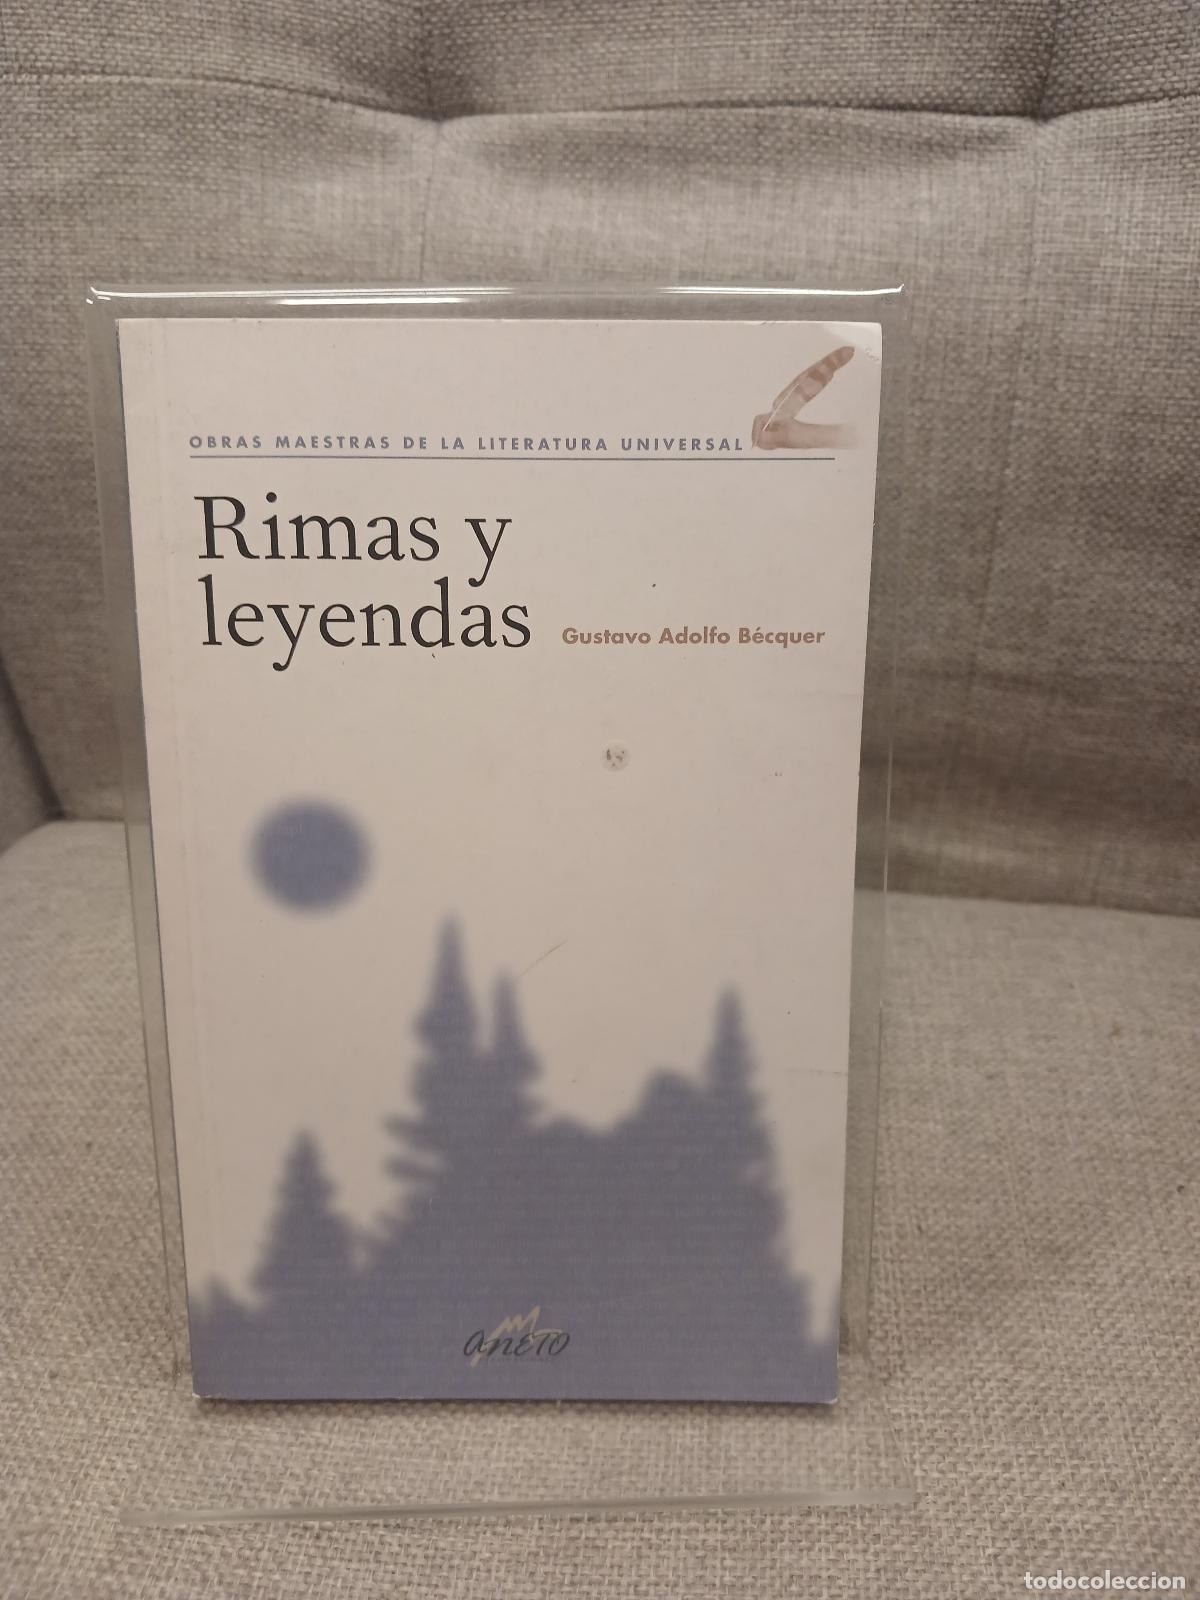 OBRAS MAESTRAS DE LA LITERATURA UNIVERSAL
Rimas y
leyendas
Gustavo Adolfo Bécquer
ANETO
todocoleccion